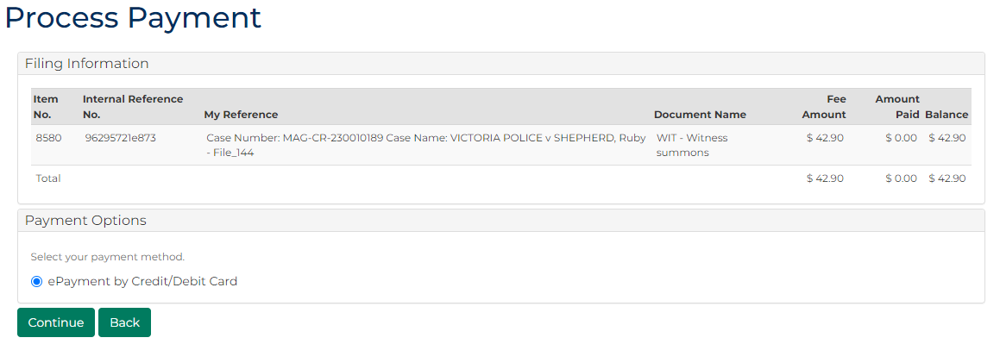 Process Payment
Filing Information
Item No. Internal Reference No. My Reference Document Name Fee Amount Amount Paid Balance
8580 96295721e873 Case Number: MAG-CR-230010189 Case Name: VICTORIA POLICE v SHEPHERD, Ruby WIT - Witness $ 42.90 $ 0.00 $ 42.90
- File_144 summons
Total $ 42.90 $ 0.00 $ 42.90
Payment Options
Select your payment method.
ePayment by Credit/Debit Card
Continue Back